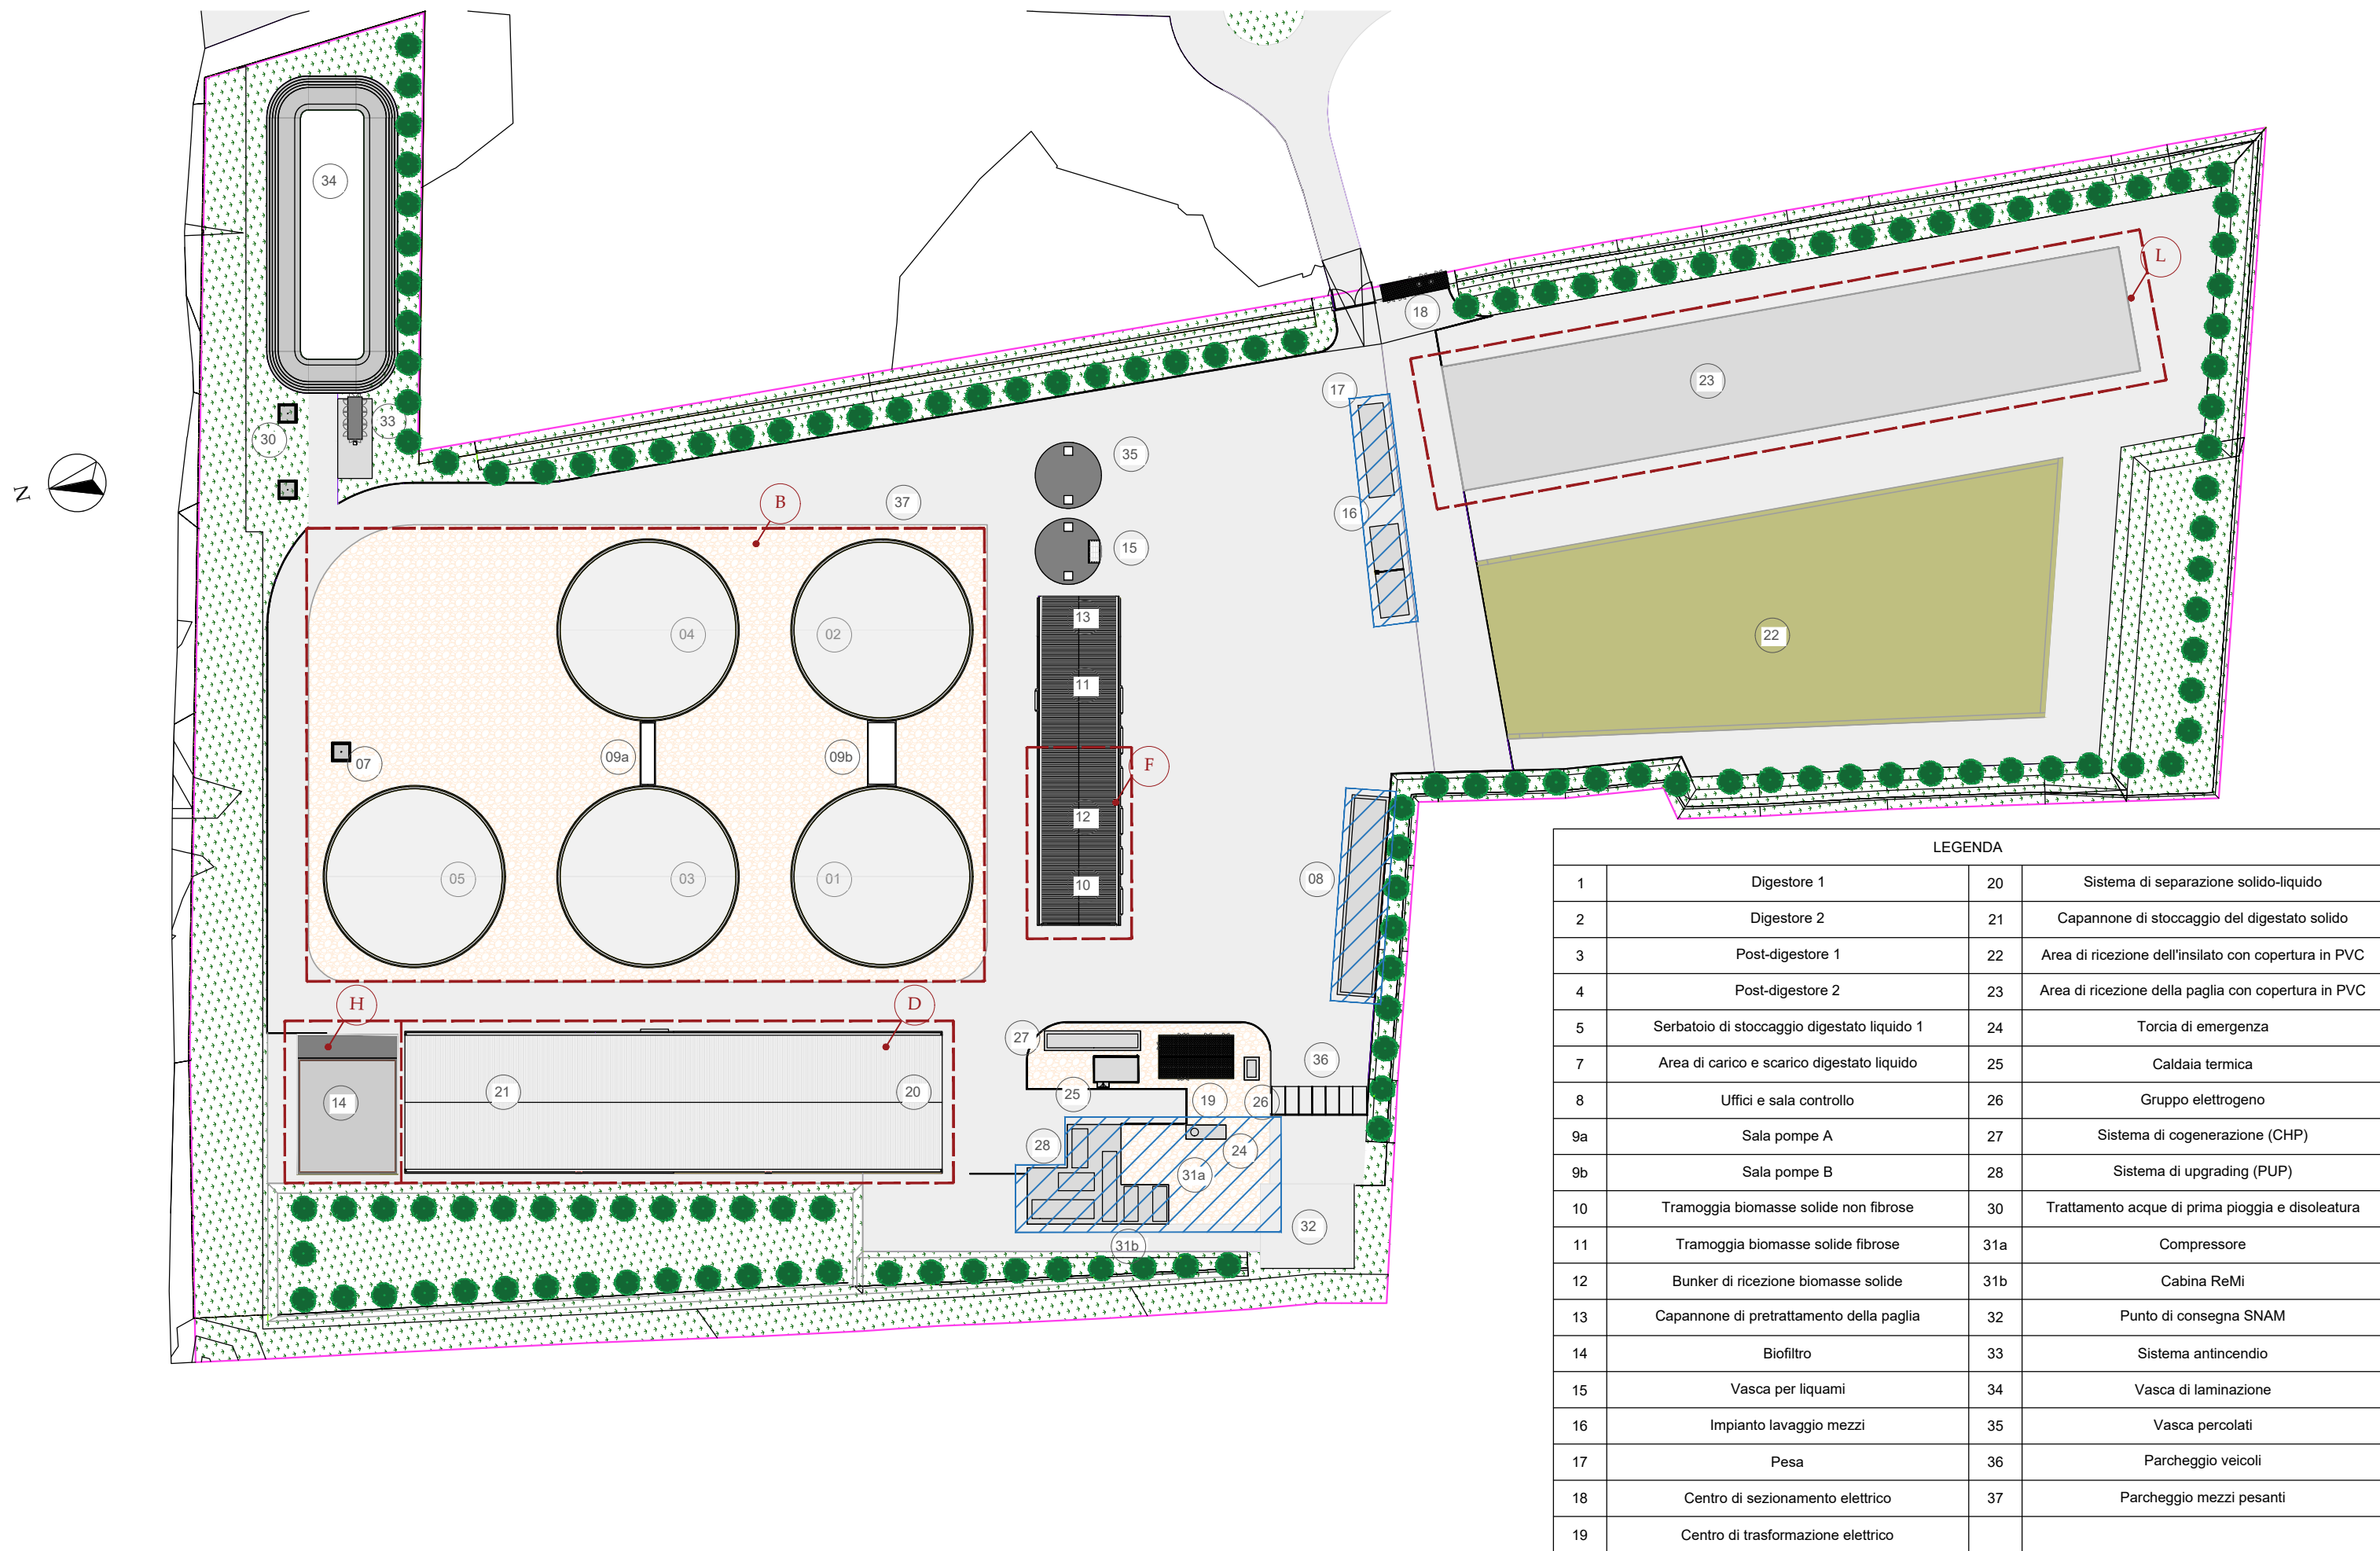 34
30
33
N
18
L
17
23
35
B
37
16
15
13
04
02
22
11
07
09a
09b
F
12
05
03
01
10
08
H
D
27
36
14
21
20
25
19
26
28
24
31a
32
31b
LEGENDA
1 Digestore 1 20 Sistema di separazione solido-liquido
2 Digestore 2 21 Capannone di stoccaggio del digestato solido
3 Post-digestore 1 22 Area di ricezione dell'insilato con copertura in PVC
4 Post-digestore 2 23 Area di ricezione della paglia con copertura in PVC
5 Serbatoio di stoccaggio digestato liquido 1 24 Torcia di emergenza
7 Area di carico e scarico digestato liquido 25 Caldaia termica
8 Uffici e sala controllo 26 Gruppo elettrogeno
9a Sala pompe A 27 Sistema di cogenerazione (CHP)
9b Sala pompe B 28 Sistema di upgrading (PUP)
10 Tramoggia biomasse solide non fibrose 30 Trattamento acque di prima pioggia e disoleatura
11 Tramoggia biomasse solide fibrose 31a Compressore
12 Bunker di ricezione biomasse solide 31b Cabina ReMi
13 Capannone di pretrattamento della paglia 32 Punto di consegna SNAM
14 Biofiltro 33 Sistema antincendio
15 Vasca per liquami 34 Vasca di laminazione
16 Impianto lavaggio mezzi 35 Vasca percolati
17 Pesa 36 Parcheggio veicoli
18 Centro di sezionamento elettrico 37 Parcheggio mezzi pesanti
19 Centro di trasformazione elettrico